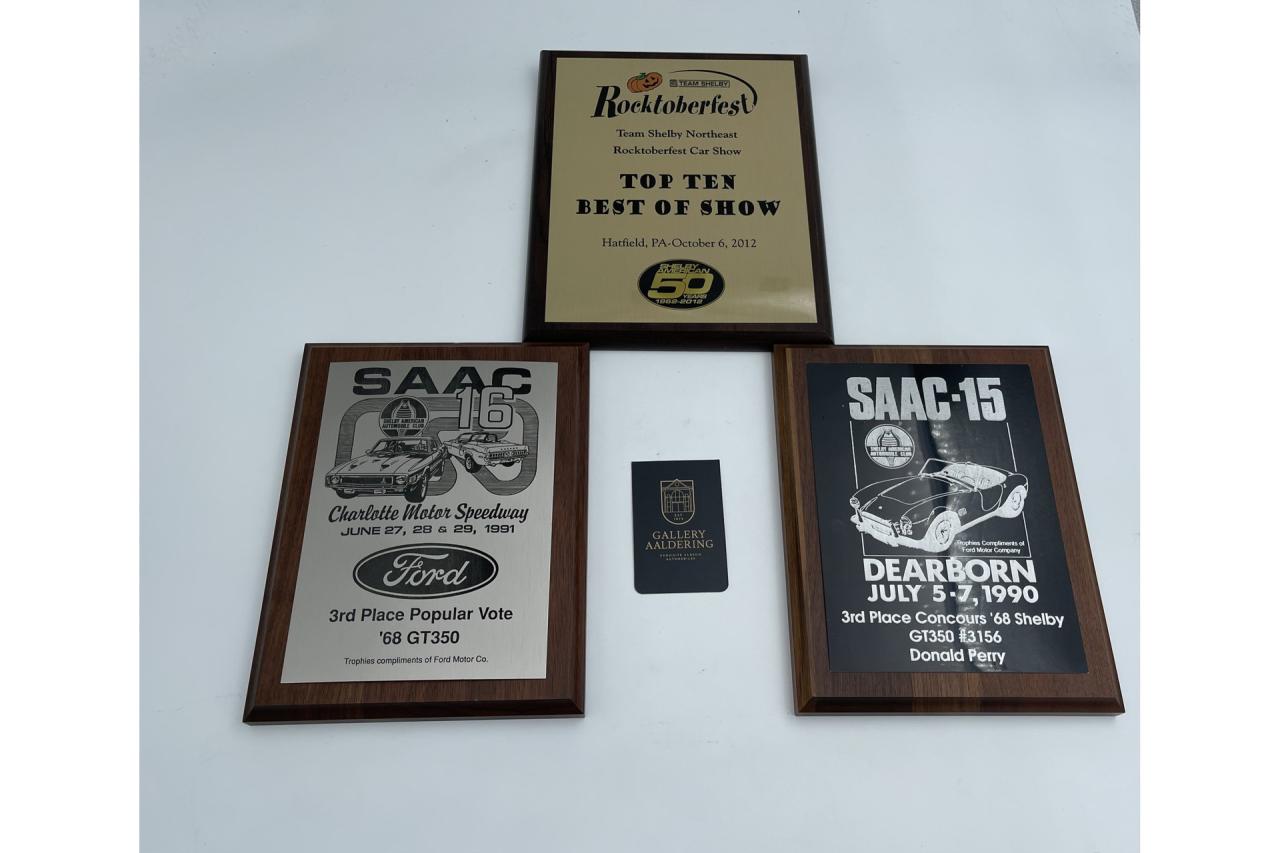 TEAM SHELBY
Rocktoberfest
Team Shelby Northeast
Rocktoberfest Car Show
TOP TEN
BEST OF SHOW
Hatfield, PA-October 6, 2012
SHELBY
AMERICAN
50
YEARS
1962-2012
SAAC
16
SHELBY AMERICAN
AUTOMOBILE CLUB
Charlotte Motor Speedway
JUNE 27, 28 & 29, 1991
Ford
3rd Place Popular Vote
'68 GT350
Trophies compliments of Ford Motor Co.
GALLERY
AALDERING
SAAC-15
SHELBY AMERICAN
AUTOMOBILE CLUB
Trophies Compliments of
Ford Motor Company
DEARBORN
JULY 5-7, 1990
3rd Place Concours '68 Shelby
GT350 #3156
Donald Perry